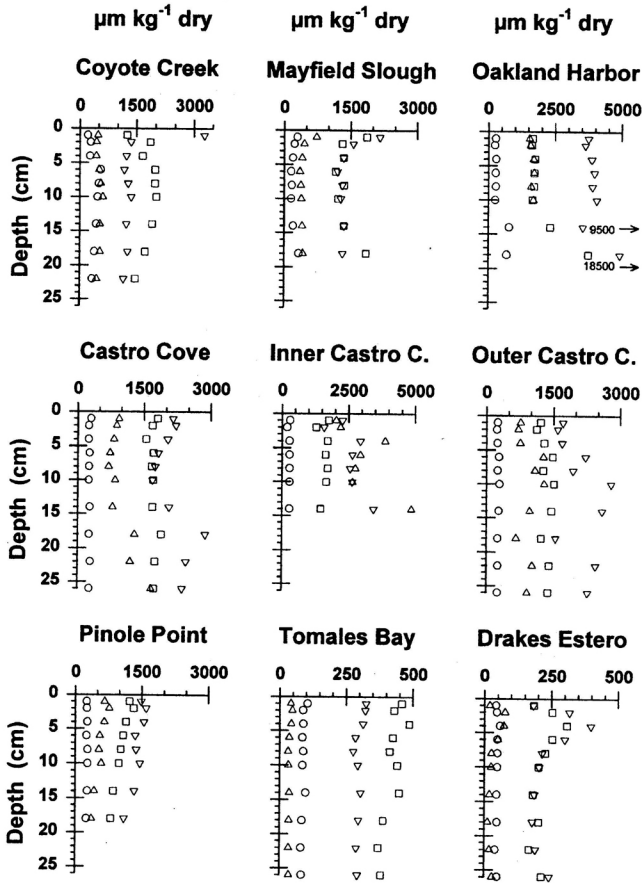 µm kg-1 dry µm kg-1 dry µm kg-1 dry
Coyote Creek Mayfield Slough Oakland Harbor
0 1500 3000 0 1500 3000 0 2500 5000
0
5
10
15
20
25
Depth (cm)
9500
18500
Castro Cove Inner Castro C. Outer Castro C.
0 1500 3000 0 2500 5000 0 1500 3000
0
5
10
15
20
25
Depth (cm)
Pinole Point Tomales Bay Drakes Estero
0 1500 3000 0 250 500 0 250 500
0
5
10
15
20
25
Depth (cm)